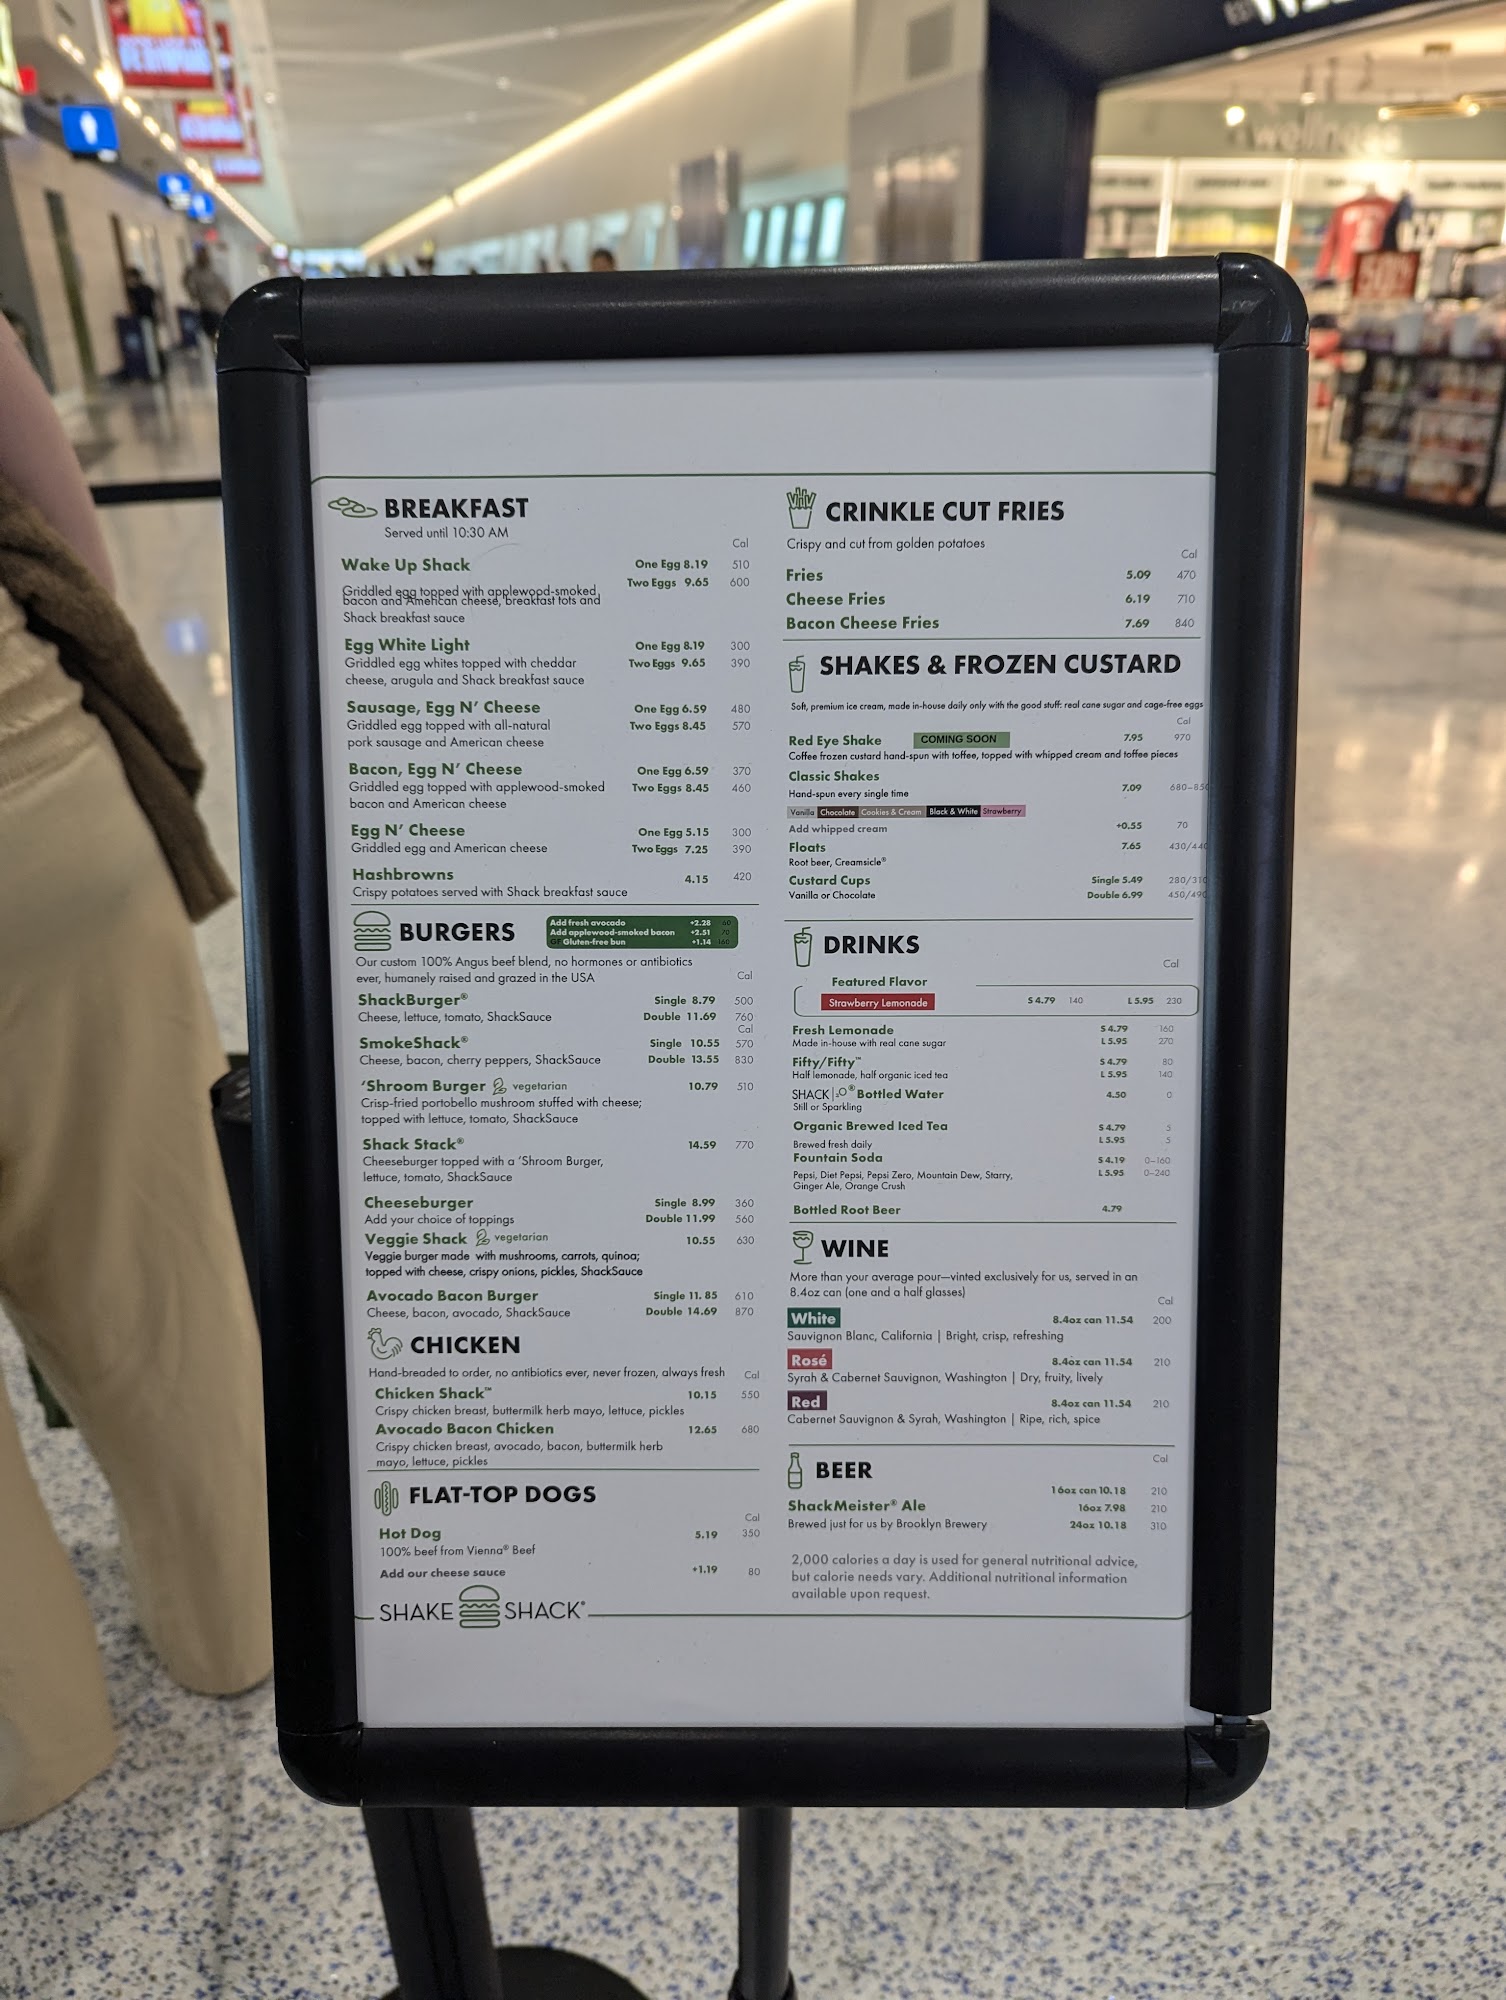 wellness
50%
BREAKFAST
Served until 10:30 AM
Cal
Wake Up Shack One Egg 8.19 510
Two Eggs 9.65 600
Griddled egg topped with applewood-smoked
bacon and American cheese, breakfast tots and
Shack breakfast sauce
Egg White Light One Egg 8.19 300
Griddled egg whites topped with cheddar Two Eggs 9.65 390
cheese, arugula and Shack breakfast sauce
Sausage, Egg N' Cheese One Egg 6.59 480
Griddled egg topped with all-natural Two Eggs 8.45 570
pork sausage and American cheese
Bacon, Egg N' Cheese One Egg 6.59 370
Griddled egg topped with applewood-smoked Two Eggs 8.45 460
bacon and American cheese
Egg N' Cheese One Egg 5.15 300
Griddled egg and American cheese Two Eggs 7.25 390
Hashbrowns 4.15 420
Crispy potatoes served with Shack breakfast sauce
BURGERS
Add fresh avocado +2.28 60
Add applewood-smoked bacon +2.51 70
GF Gluten-free bun +1.14 160
Our custom 100% Angus beef blend, no hormones or antibiotics
ever, humanely raised and grazed in the USA Cal
ShackBurger® Single 8.79 500
Cheese, lettuce, tomato, ShackSauce Double 11.69 760
Cal
SmokeShack® Single 10.55 570
Cheese, bacon, cherry peppers, ShackSauce Double 13.55 830
'Shroom Burger vegetarian 10.79 510
Crisp-fried portobello mushroom stuffed with cheese;
topped with lettuce, tomato, ShackSauce
Shack Stack® 14.59 770
Cheeseburger topped with a 'Shroom Burger,
lettuce, tomato, ShackSauce
Cheeseburger Single 8.99 360
Add your choice of toppings Double 11.99 560
Veggie Shack vegetarian 10.55 630
Veggie burger made with mushrooms, carrots, quinoa;
topped with cheese, crispy onions, pickles, ShackSauce
Avocado Bacon Burger Single 11. 85 610
Cheese, bacon, avocado, ShackSauce Double 14.69 870
CHICKEN
Hand-breaded to order, no antibiotics ever, never frozen, always fresh Cal
Chicken Shack™ 10.15 550
Crispy chicken breast, buttermilk herb mayo, lettuce, pickles
Avocado Bacon Chicken 12.65 680
Crispy chicken breast, avocado, bacon, buttermilk herb
mayo, lettuce, pickles
FLAT-TOP DOGS
Cal
Hot Dog 5.19 350
100% beef from Vienna® Beef
Add our cheese sauce +1.19 80
SHAKE SHACK®
CRINKLE CUT FRIES
Crispy and cut from golden potatoes
Cal
Fries 5.09 470
Cheese Fries 6.19 710
Bacon Cheese Fries 7.69 840
SHAKES & FROZEN CUSTARD
Soft, premium ice cream, made in-house daily only with the good stuff: real cane sugar and cage-free eggs
Cal
Red Eye Shake COMING SOON 7.95 970
Coffee frozen custard hand-spun with toffee, topped with whipped cream and toffee pieces
Classic Shakes
Hand-spun every single time 7.09 680–850
Vanilla Chocolate Cookies & Cream Black & White Strawberry
Add whipped cream +0.55 70
Floats 7.65 430/440
Root beer, Creamsicle®
Custard Cups Single 5.49 280/310
Vanilla or Chocolate Double 6.99 450/490
DRINKS
Cal
Featured Flavor
Strawberry Lemonade S 4.79 140 L 5.95 230
Fresh Lemonade S 4.79 160
Made in-house with real cane sugar L 5.95 270
Fifty/Fifty™ S 4.79 80
Half lemonade, half organic iced tea L 5.95 140
SHACK|2O® Bottled Water 4.50 0
Still or Sparkling
Organic Brewed Iced Tea S 4.79 5
Brewed fresh daily L 5.95 5
Fountain Soda S 4.19 0–160
Pepsi, Diet Pepsi, Pepsi Zero, Mountain Dew, Starry, L 5.95 0–240
Ginger Ale, Orange Crush
Bottled Root Beer 4.79
WINE
More than your average pour—vinted exclusively for us, served in an
8.4oz can (one and a half glasses)
Cal
White 8.4oz can 11.54 200
Sauvignon Blanc, California | Bright, crisp, refreshing
Rosé 8.4oz can 11.54 210
Syrah & Cabernet Sauvignon, Washington | Dry, fruity, lively
Red 8.4oz can 11.54 210
Cabernet Sauvignon & Syrah, Washington | Ripe, rich, spice
BEER
Cal
16oz can 10.18 210
ShackMeister® Ale 16oz 7.98 210
Brewed just for us by Brooklyn Brewery 24oz 10.18 310
2,000 calories a day is used for general nutritional advice,
but calorie needs vary. Additional nutritional information
available upon request.